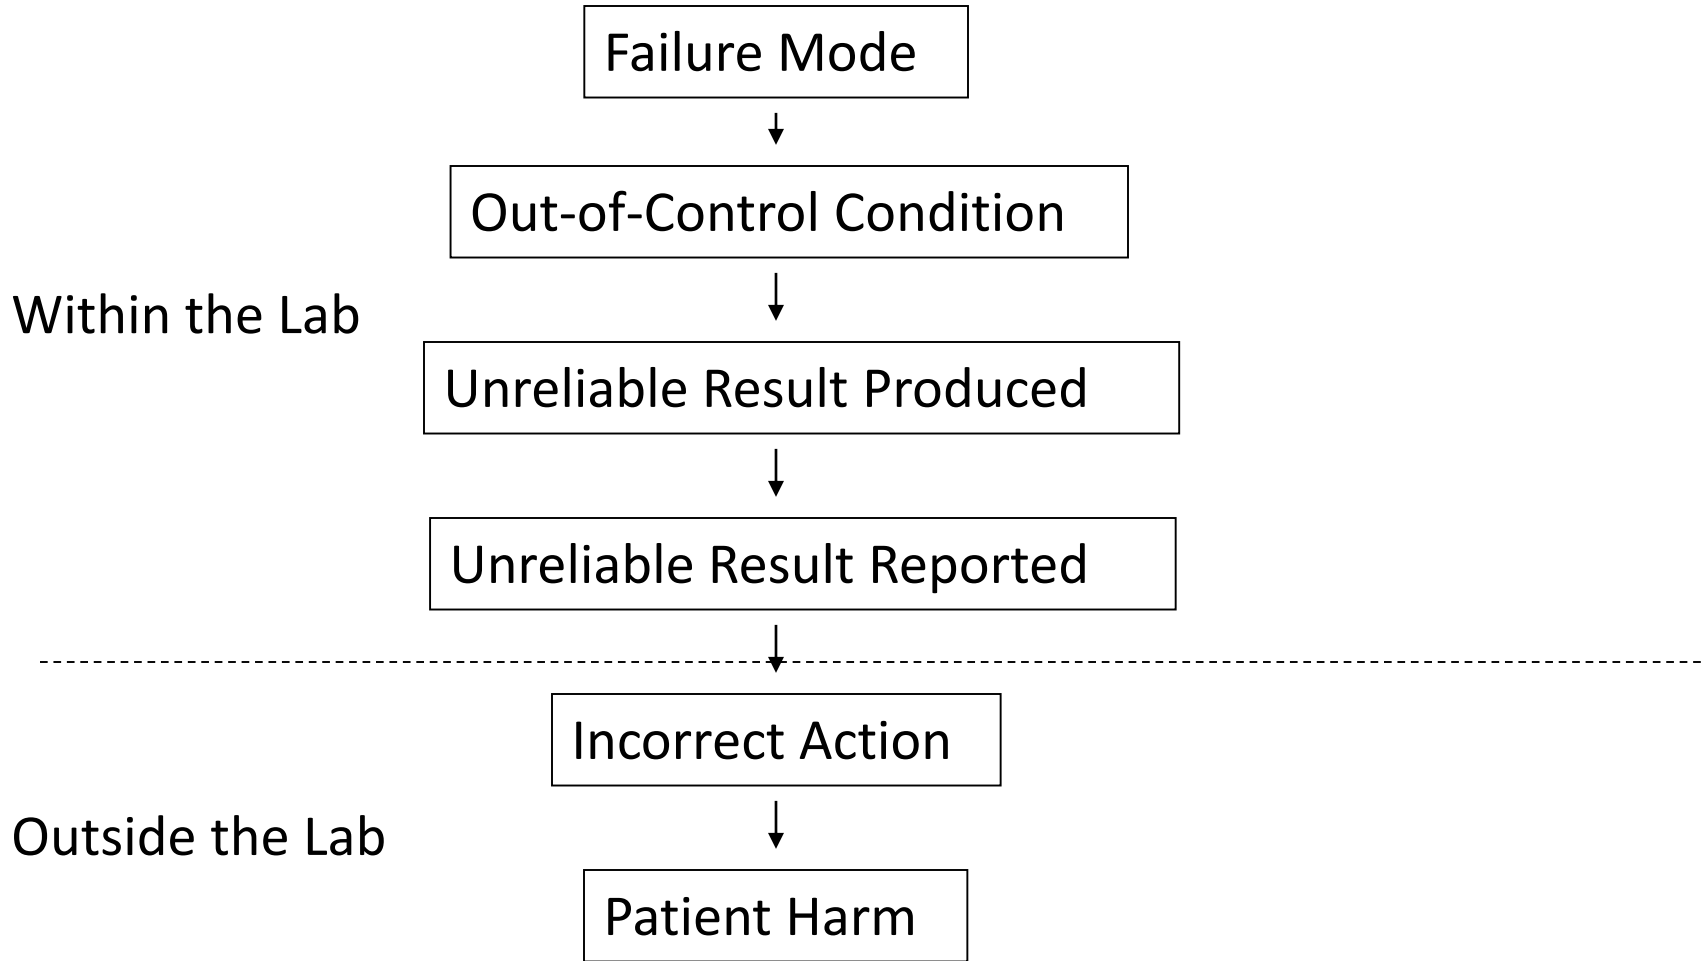 Failure Mode
Out-of-Control Condition
Within the Lab
Unreliable Result Produced
Unreliable Result Reported
Incorrect Action
Outside the Lab
Patient Harm